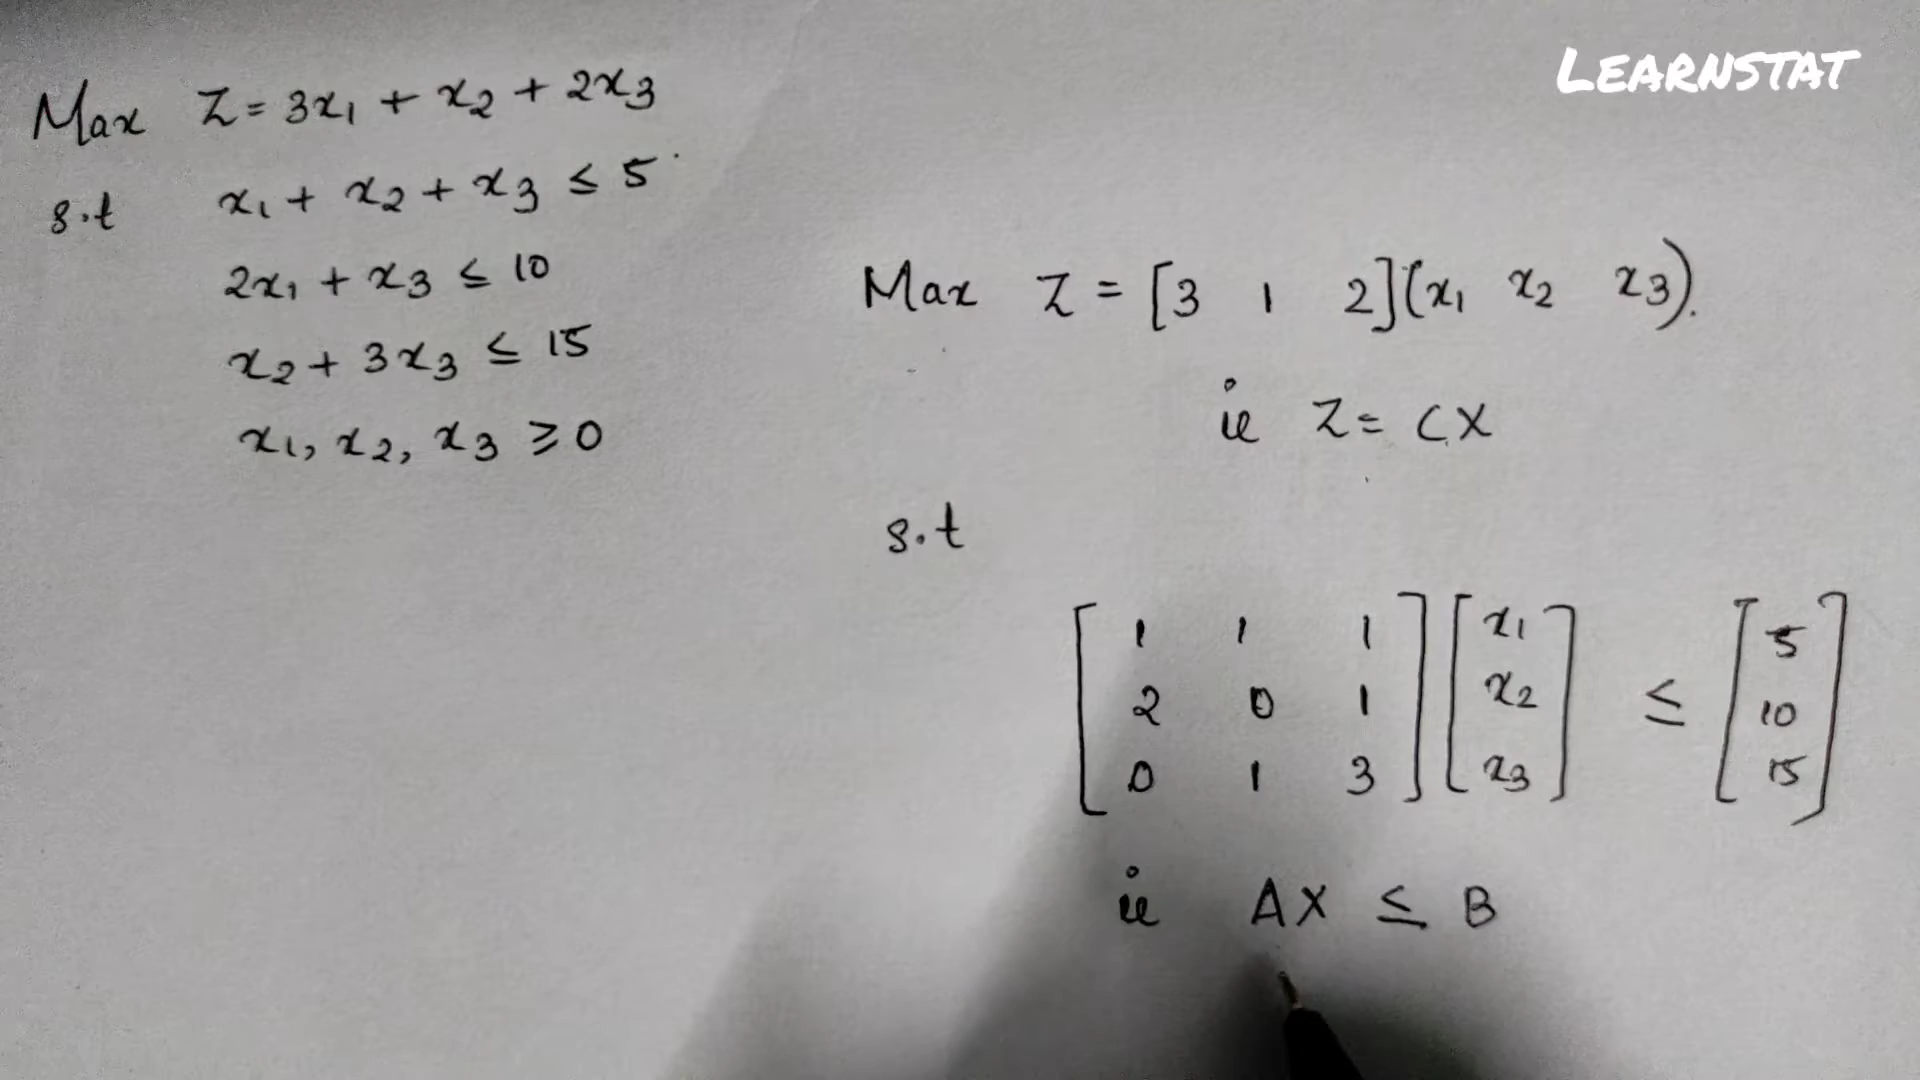 LEARNSTAT
Max Z = 3x₁ + x₂ + 2x₃
s.t x₁ + x₂ + x₃ ≤ 5
2x₁ + x₃ ≤ 10
x₂ + 3x₃ ≤ 15
x₁, x₂, x₃ ≥ 0
Max Z = [3 1 2](x₁ x₂ x₃).
ie Z = CX
s.t
[1 1 1] [x₁] [5]
[2 0 1] [x₂] ≤ [10]
[0 1 3] [x₃] [15]
ie AX ≤ B